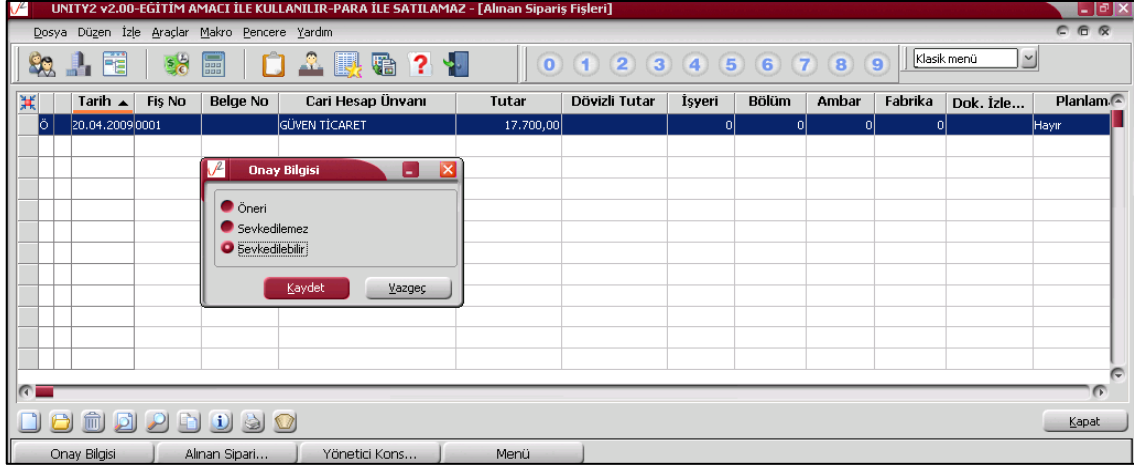 UNITY2 v2.00-EĞİTİM AMACI İLE KULLANILIR-PARA İLE SATILAMAZ - [Alınan Sipariş Fişleri]
Dosya Düzen İzle Araçlar Makro Pencere Yardım
0 1 2 3 4 5 6 7 8 9 Klasik menü
Tarih Fiş No Belge No Cari Hesap Ünvanı Tutar Dövizli Tutar İşyeri Bölüm Ambar Fabrika Dok. İzle... Planlam
Ö 20.04.2009 0001 GÜVEN TİCARET 17.700,00 0 0 0 0 Hayır
Onay Bilgisi
Öneri
Sevkedilemez
Sevkedilebilir
Kaydet Vazgeç
Kapat
Onay Bilgisi Alınan Sipari... Yönetici Kons... Menü